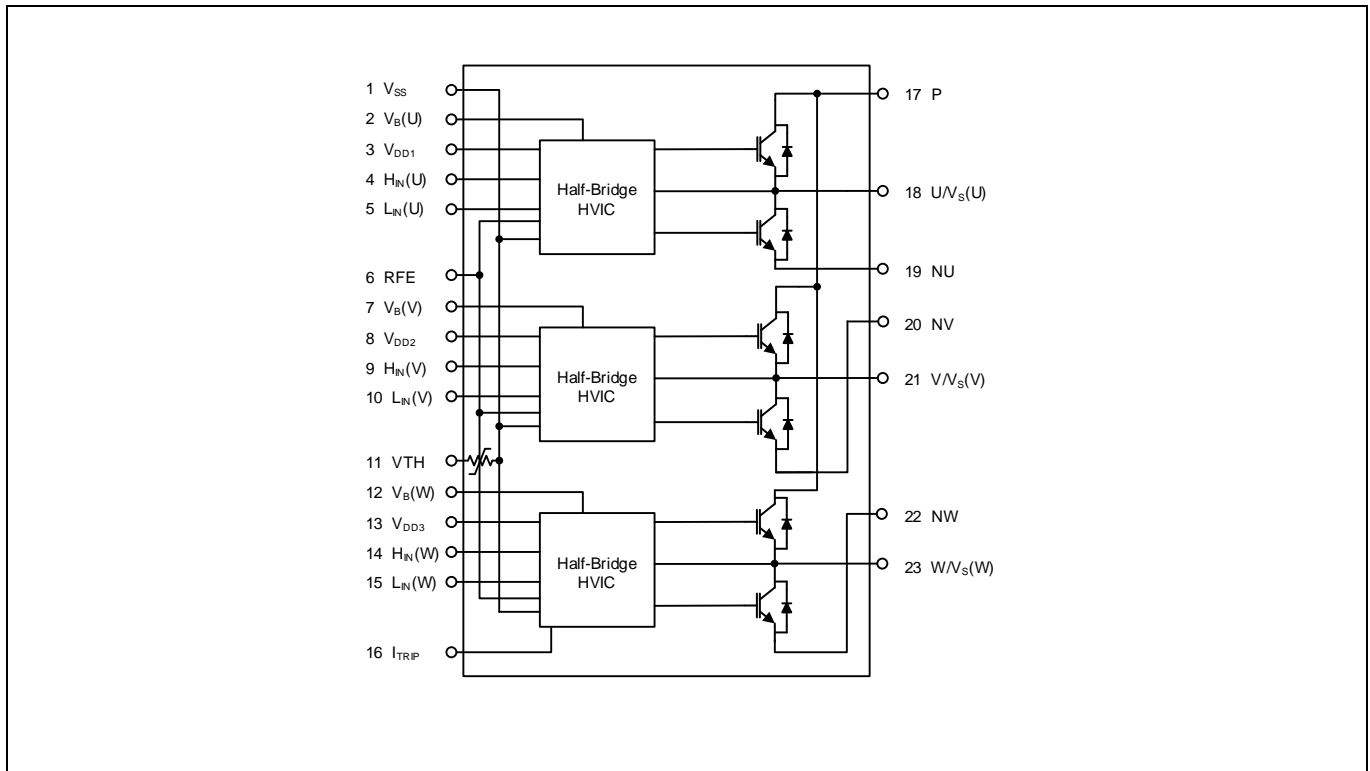 1 VSS
2 VB(U)
3 VDD1
4 HIN(U)
5 LIN(U)
6 RFE
7 VB(V)
8 VDD2
9 HIN(V)
10 LIN(V)
11 VTH
12 VB(W)
13 VDD3
14 HIN(W)
15 LIN(W)
16 ITRIP
Half-Bridge
HVIC
Half-Bridge
HVIC
Half-Bridge
HVIC
17 P
18 U/VS(U)
19 NU
20 NV
21 V/VS(V)
22 NW
23 W/VS(W)